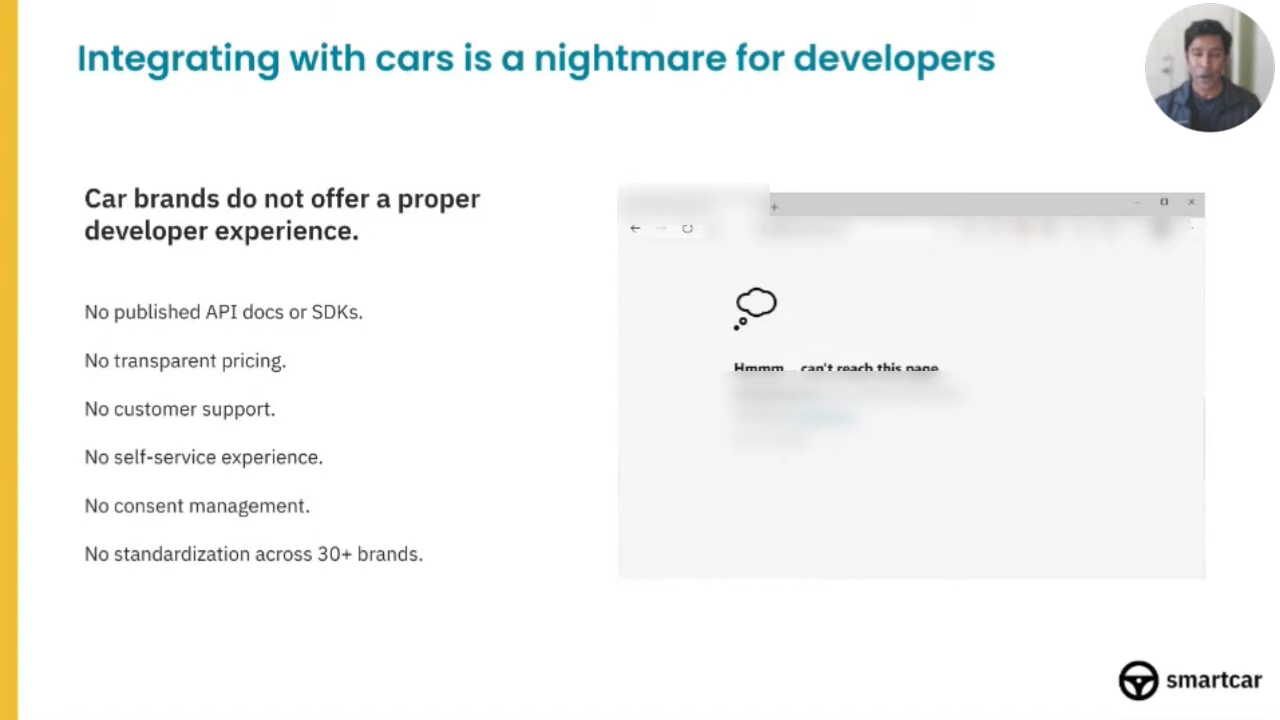 Integrating with cars is a nightmare for developers
Car brands do not offer a proper
developer experience.
No published API docs or SDKs.
No transparent pricing.
No customer support.
No self-service experience.
No consent management.
No standardization across 30+ brands.
Hmmm... can't reach this page
smartcar